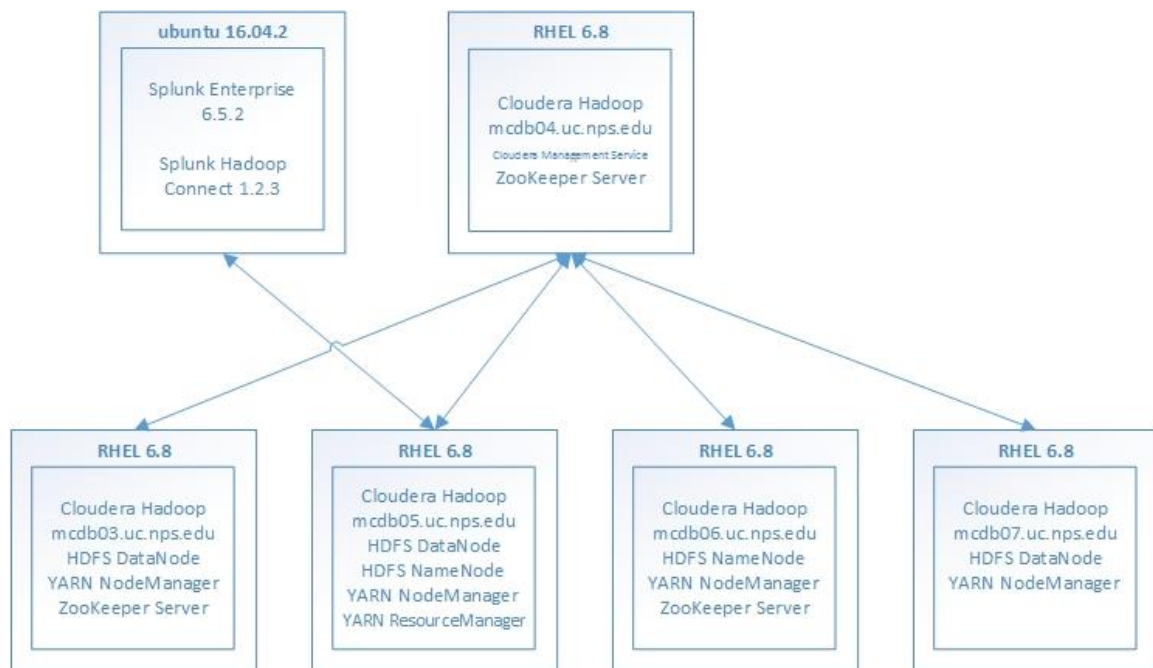 ubuntu 16.04.2
Splunk Enterprise
6.5.2
Splunk Hadoop
Connect 1.2.3
RHEL 6.8
Cloudera Hadoop
mcdb04.uc.nps.edu
Cloudera Management Service
ZooKeeper Server
RHEL 6.8
Cloudera Hadoop
mcdb03.uc.nps.edu
HDFS DataNode
YARN NodeManager
ZooKeeper Server
RHEL 6.8
Cloudera Hadoop
mcdb05.uc.nps.edu
HDFS DataNode
HDFS NameNode
YARN NodeManager
YARN ResourceManager
RHEL 6.8
Cloudera Hadoop
mcdb06.uc.nps.edu
HDFS NameNode
YARN NodeManager
ZooKeeper Server
RHEL 6.8
Cloudera Hadoop
mcdb07.uc.nps.edu
HDFS DataNode
YARN NodeManager